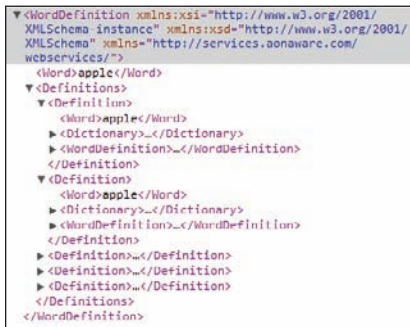 ▼<WordDefinition xmlns:xsi="http://www.w3.org/2001/
XMLSchema-instance" xmlns:xsd="http://www.w3.org/2001/
XMLSchema" xmlns="http://services.aonaware.com/
webservices/">
<Word>apple</Word>
▼<Definitions>
▼<Definition>
<Word>apple</Word>
▶<Dictionary>…</Dictionary>
▶<WordDefinition>…</WordDefinition>
</Definition>
▼<Definition>
<Word>apple</Word>
▶<Dictionary>…</Dictionary>
▶<WordDefinition>…</WordDefinition>
</Definition>
▶<Definition>…</Definition>
▶<Definition>…</Definition>
▶<Definition>…</Definition>
</Definitions>
</WordDefinition>